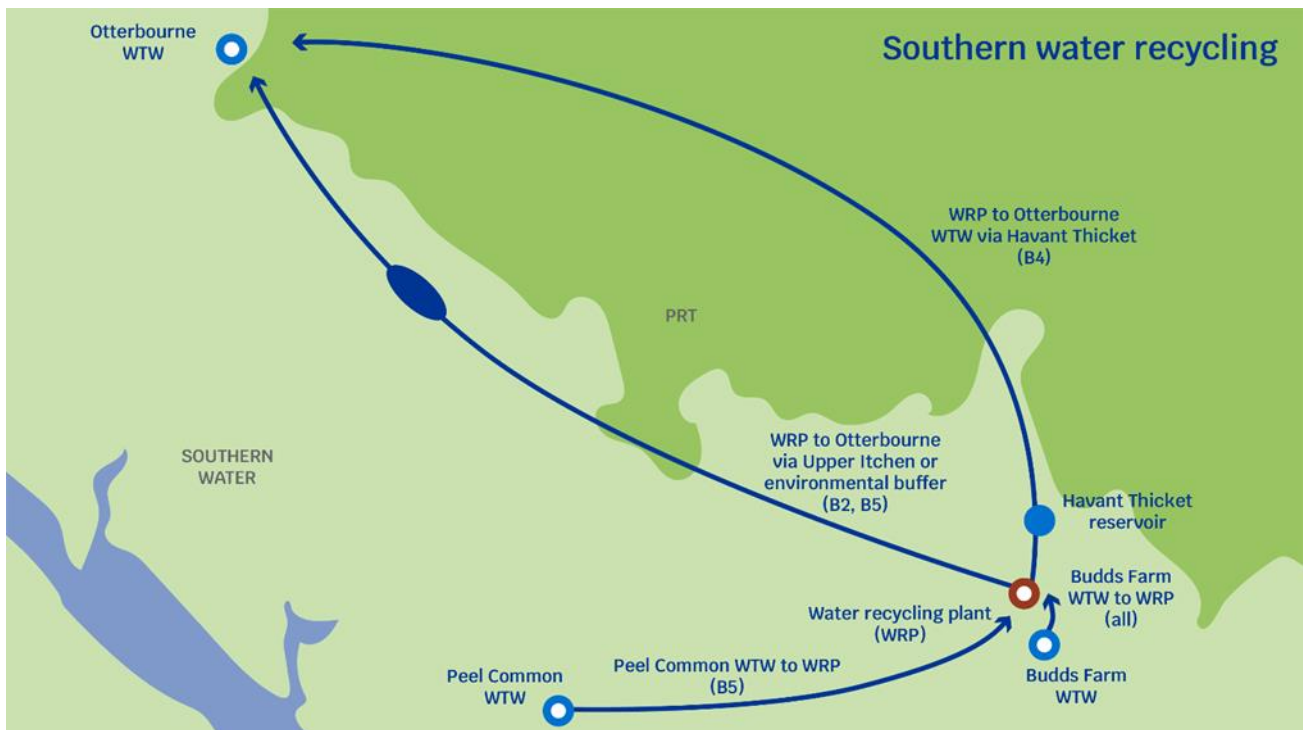 Otterbourne
WTW
Southern water recycling
WRP to Otterbourne
WTW via Havant Thicket
(B4)
PRT
SOUTHERN
WATER
WRP to Otterbourne
via Upper Itchen or
environmental buffer
(B2, B5)
Havant Thicket
reservoir
Budds Farm
WTW to WRP
(all)
Water recycling plant
(WRP)
Peel Common WTW to WRP
(B5)
Peel Common
WTW
Budds Farm
WTW